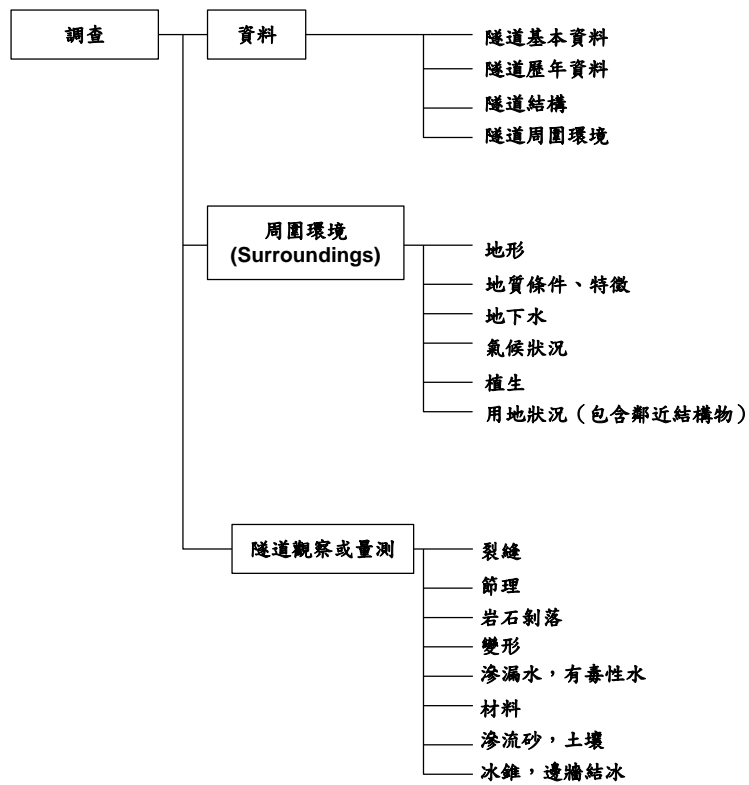 調查
資料
隧道基本資料
隧道歷年資料
隧道結構
隧道周圍環境
周圍環境
(Surroundings)
地形
地質條件、特徵
地下水
氣候狀況
植生
用地狀況（包含鄰近結構物）
隧道觀察或量測
裂縫
節理
岩石剝落
變形
滲漏水，有毒性水
材料
滲流砂，土壤
冰錐，邊牆結冰